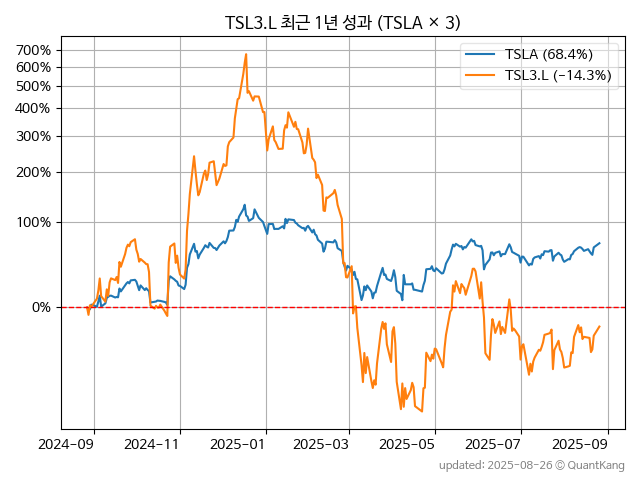 TSL3.L 최근 1년 성과 (TSLA × 3)
700%
600%
500%
400%
300%
200%
100%
0%
TSLA (68.4%)
TSL3.L (−14.3%)
2024-09 2024-11 2025-01 2025-03 2025-05 2025-07 2025-09
updated: 2025-08-26 © QuantKang